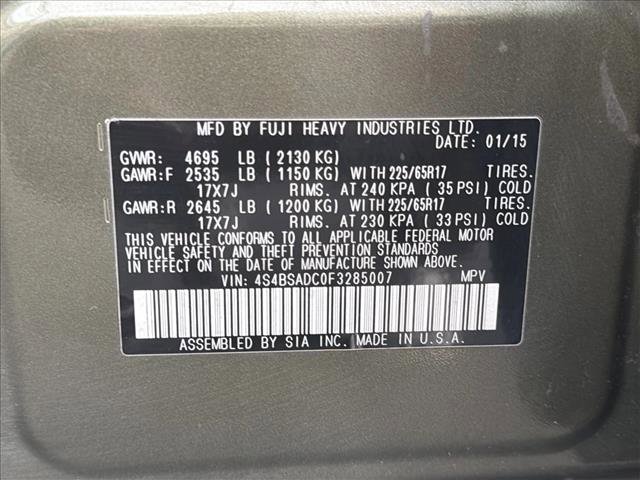 MFD BY FUJI HEAVY INDUSTRIES LTD.
DATE: 01/15
GVWR: 4695 LB ( 2130 KG)
GAWR:F 2535 LB ( 1150 KG) WITH 225/65R17 TIRES.
17X7J RIMS. AT 240 KPA ( 35 PSI) COLD
GAWR:R 2645 LB ( 1200 KG) WITH 225/65R17 TIRES.
17X7J RIMS. AT 230 KPA ( 33 PSI) COLD
THIS VEHICLE CONFORMS TO ALL APPLICABLE FEDERAL MOTOR
VEHICLE SAFETY AND THEFT PREVENTION STANDARDS
IN EFFECT ON THE DATE OF MANUFACTURE SHOWN ABOVE.
VIN: 4S4BSADC0F3285007 MPV
ASSEMBLED BY SIA INC. MADE IN U.S.A.